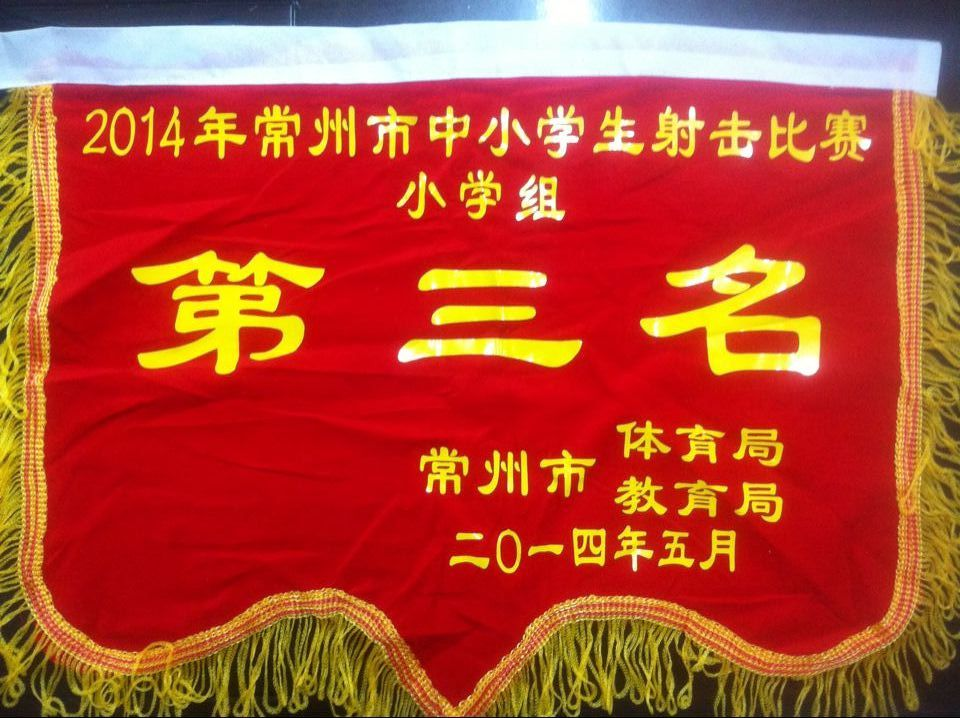 2014年常州市中小学生射击比赛
小学组
第三名
常州市 体育局
教育局
二〇一四年五月